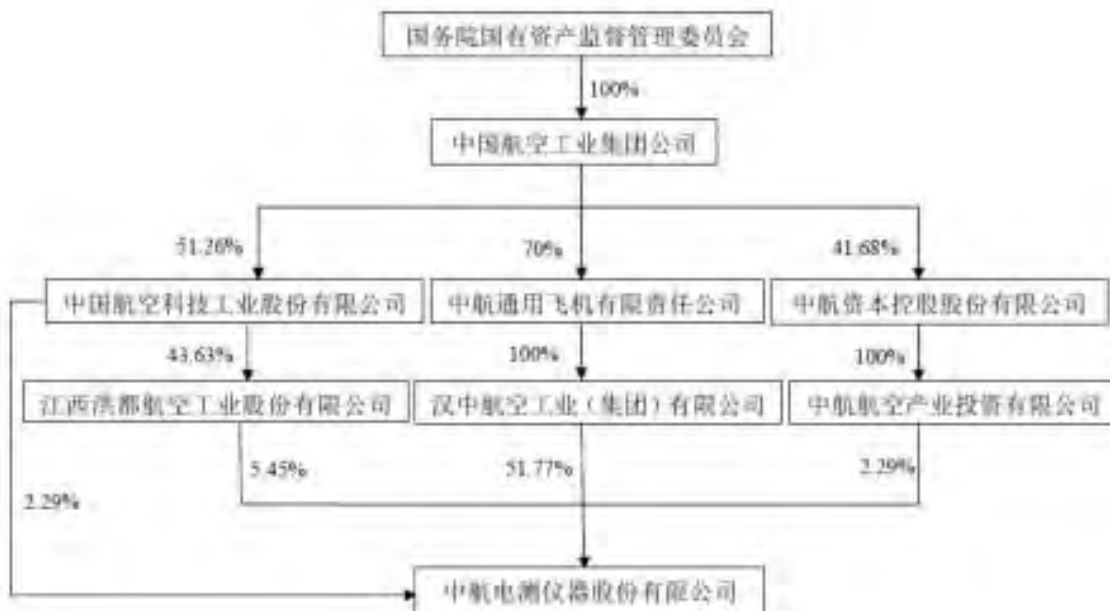 国务院国有资产监督管理委员会
100%
中国航空工业集团公司
51.26%
70%
41.68%
中国航空科技工业股份有限公司
中航通用飞机有限责任公司
中航资本控股股份有限公司
43.63%
100%
100%
江西洪都航空工业股份有限公司
汉中航空工业（集团）有限公司
中航航空产业投资有限公司
5.45%
51.77%
2.29%
2.29%
中航电测仪器股份有限公司